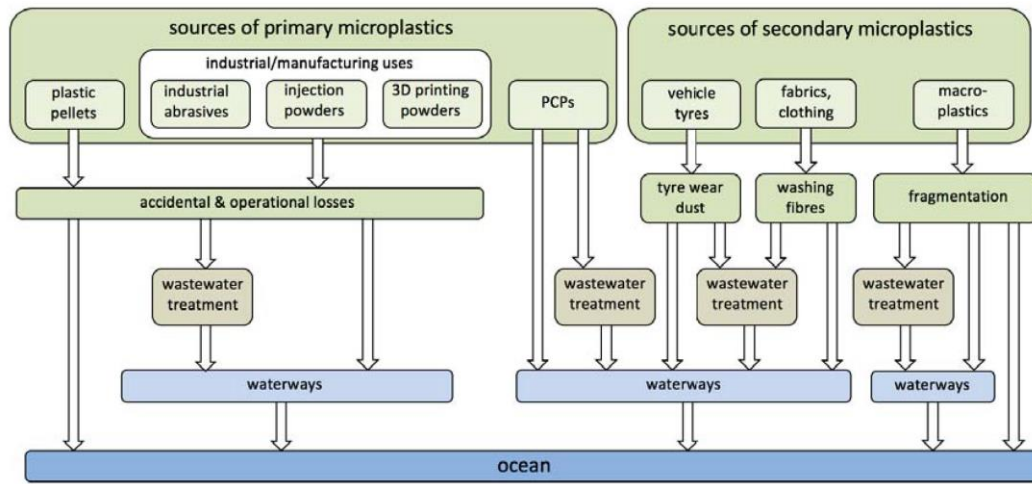 sources of primary microplastics
sources of secondary microplastics
industrial/manufacturing uses
plastic
pellets
industrial
abrasives
injection
powders
3D printing
powders
PCPs
vehicle
tyres
fabrics,
clothing
macro-
plastics
accidental & operational losses
tyre wear
dust
washing
fibres
fragmentation
wastewater
treatment
wastewater
treatment
wastewater
treatment
wastewater
treatment
waterways
waterways
waterways
ocean